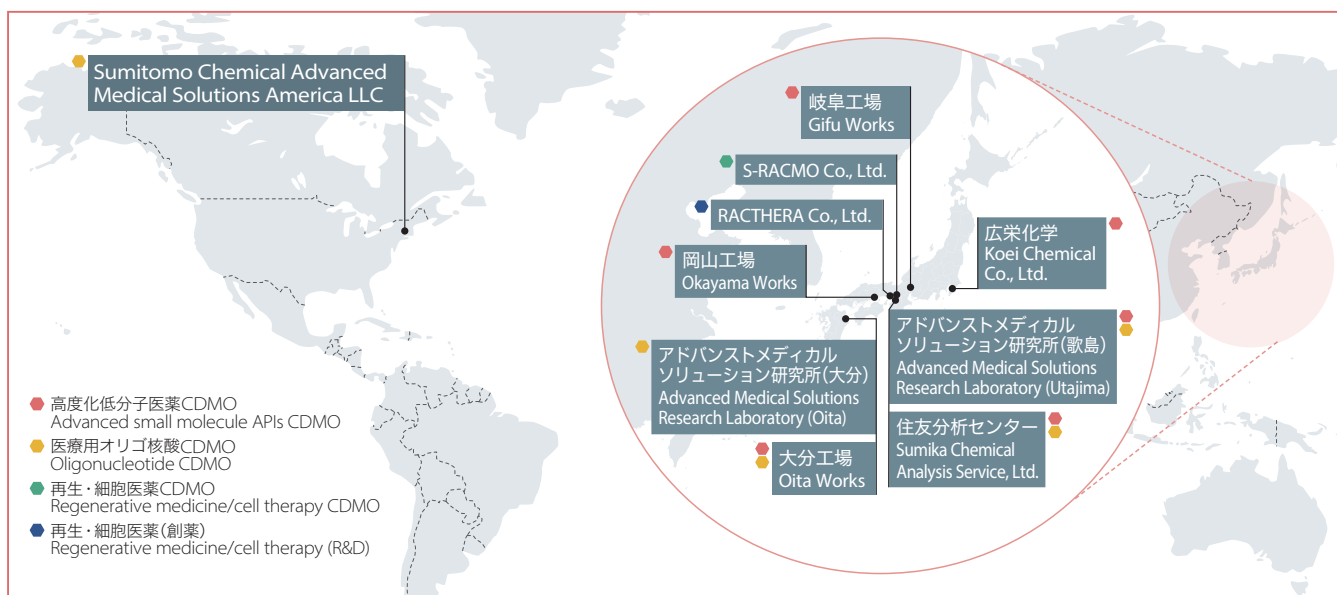 Sumitomo Chemical Advanced
Medical Solutions America LLC
岐阜工場
Gifu Works
S-RACMO Co., Ltd.
RACTHERA Co., Ltd.
岡山工場
Okayama Works
広栄化学
Koei Chemical
Co., Ltd.
アドバンストメディカル
ソリューション研究所(大分)
Advanced Medical Solutions
Research Laboratory (Oita)
アドバンストメディカル
ソリューション研究所(歌島)
Advanced Medical Solutions
Research Laboratory (Utajima)
大分工場
Oita Works
住友分析センター
Sumika Chemical
Analysis Service, Ltd.
高度化低分子医薬CDMO
Advanced small molecule APIs CDMO
医療用オリゴ核酸CDMO
Oligonucleotide CDMO
再生・細胞医薬CDMO
Regenerative medicine/cell therapy CDMO
再生・細胞医薬(創薬)
Regenerative medicine/cell therapy (R&D)